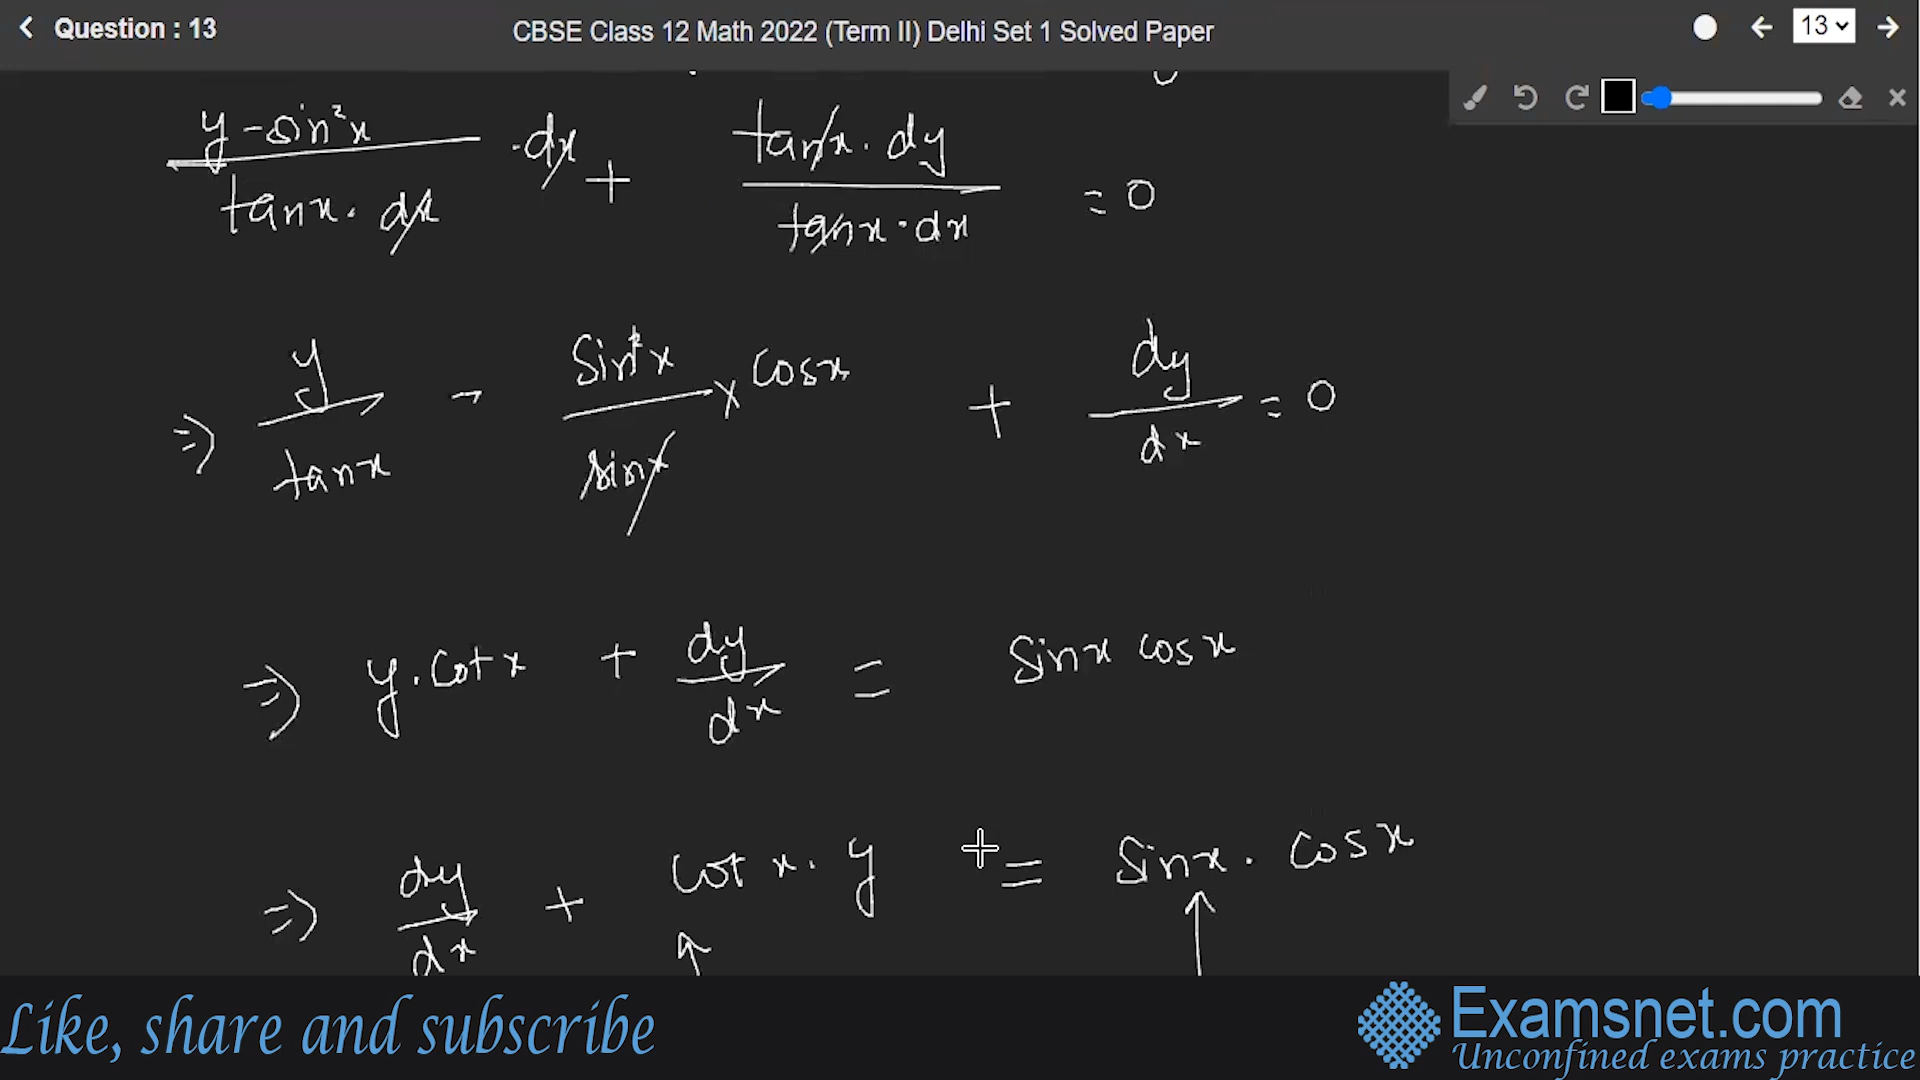 Question : 13 CBSE Class 12 Math 2022 (Term II) Delhi Set 1 Solved Paper 13
y - sin²x / tanx · dx · dx + tanx · dy / tanx · dx = 0
⇒ y / tanx - sin²x / sinx × cosx + dy / dx = 0
⇒ y · cot x + dy / dx = sinx cosx
⇒ dy / dx + cot x · y = sinx · cosx
Like, share and subscribe
Examsnet.com
Unconfined exams practice